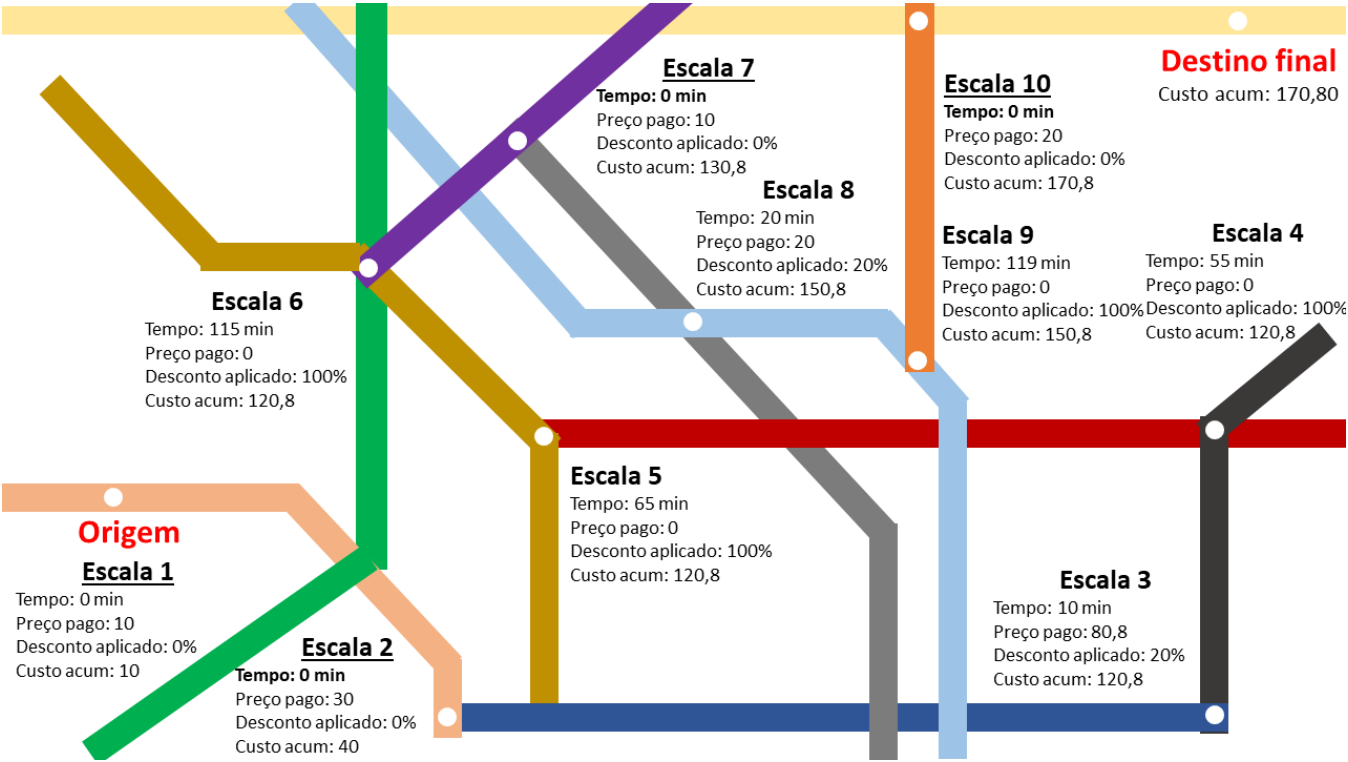 Escala 7
Tempo: 0 min
Preço pago: 10
Desconto aplicado: 0%
Custo acum: 130,8
Escala 10
Tempo: 0 min
Preço pago: 20
Desconto aplicado: 0%
Custo acum: 170,8
Destino final
Custo acum: 170,80
Escala 8
Tempo: 20 min
Preço pago: 20
Desconto aplicado: 20%
Custo acum: 150,8
Escala 9
Tempo: 119 min
Preço pago: 0
Desconto aplicado: 100%
Custo acum: 150,8
Escala 4
Tempo: 55 min
Preço pago: 0
Desconto aplicado: 100%
Custo acum: 120,8
Escala 6
Tempo: 115 min
Preço pago: 0
Desconto aplicado: 100%
Custo acum: 120,8
Escala 5
Tempo: 65 min
Preço pago: 0
Desconto aplicado: 100%
Custo acum: 120,8
Origem
Escala 1
Tempo: 0 min
Preço pago: 10
Desconto aplicado: 0%
Custo acum: 10
Escala 2
Tempo: 0 min
Preço pago: 30
Desconto aplicado: 0%
Custo acum: 40
Escala 3
Tempo: 10 min
Preço pago: 80,8
Desconto aplicado: 20%
Custo acum: 120,8